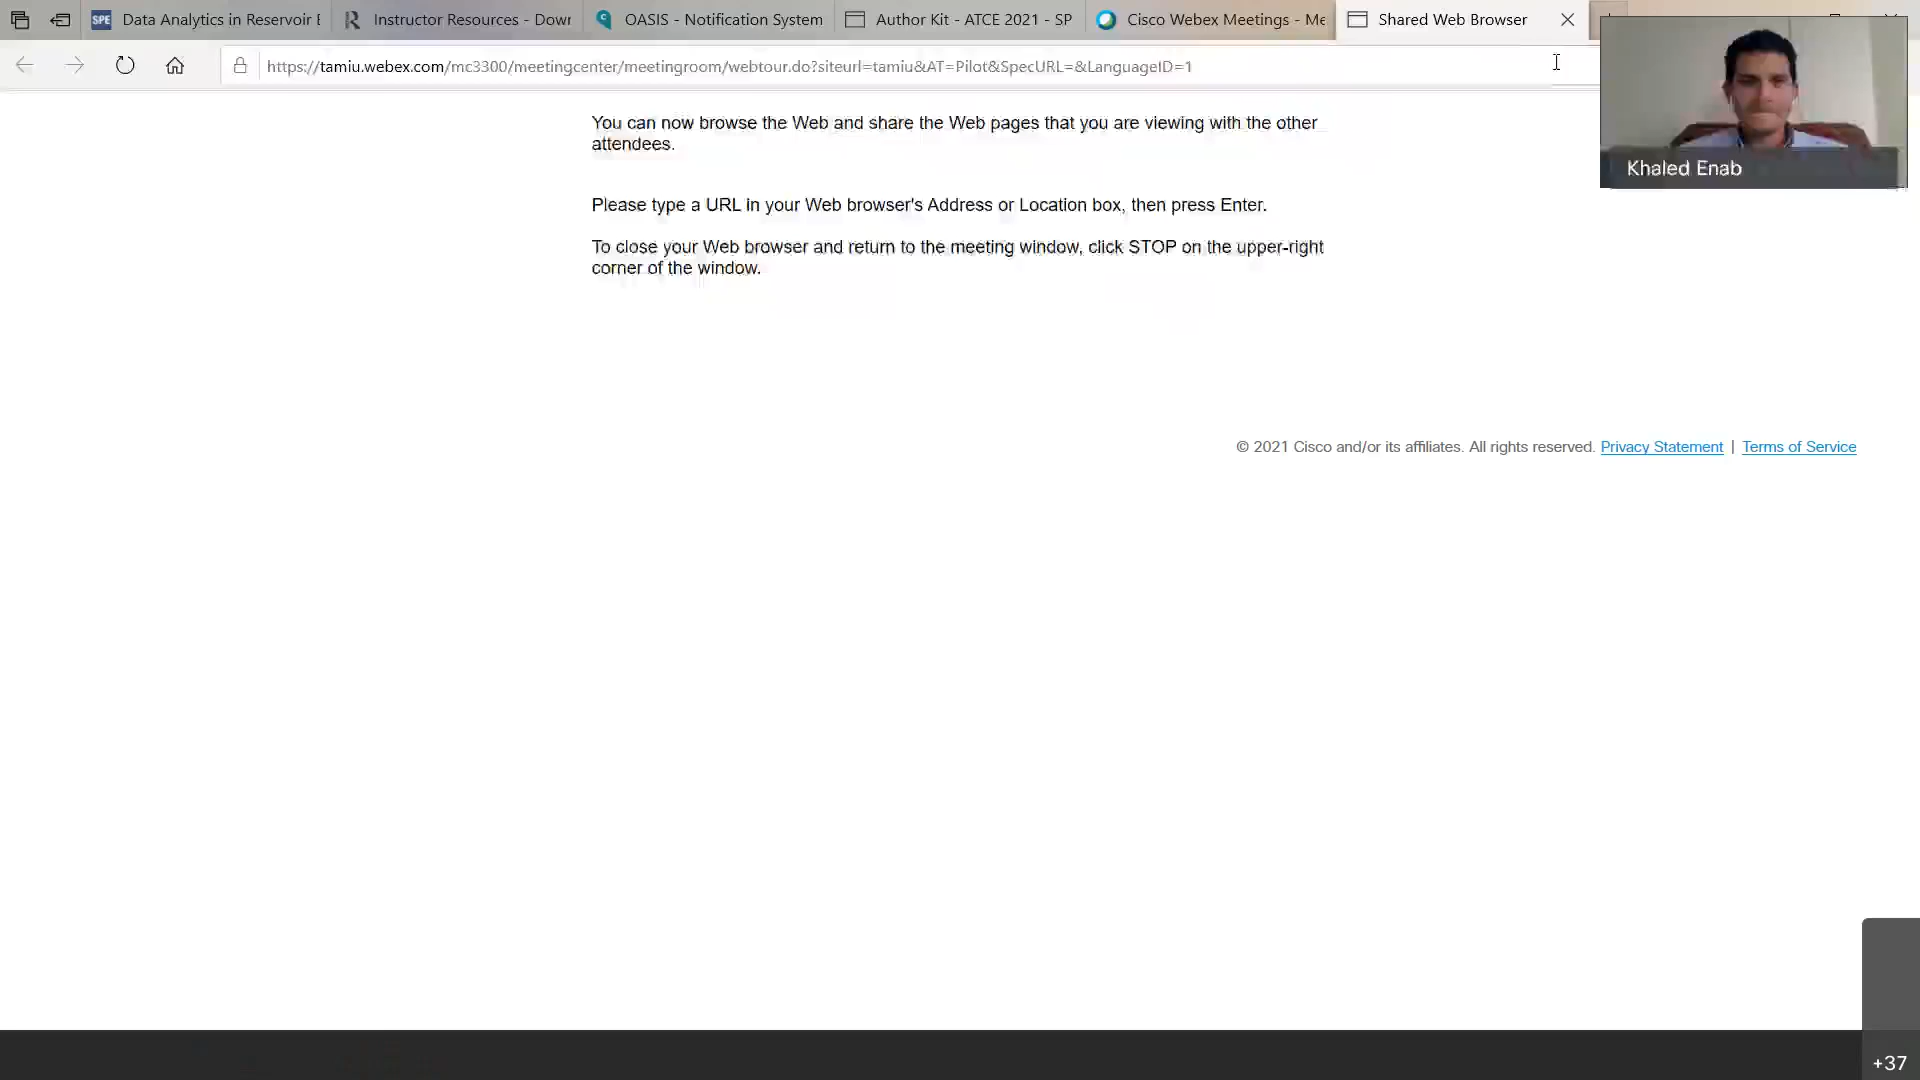 SPE Data Analytics in Reservoir E
R Instructor Resources - Down
OASIS - Notification System
Author Kit - ATCE 2021 - SP
Cisco Webex Meetings - Me
Shared Web Browser
https://tamiu.webex.com/mc3300/meetingcenter/meetingroom/webtour.do?siteurl=tamiu&AT=Pilot&SpecURL=&LanguageID=1
Khaled Enab
You can now browse the Web and share the Web pages that you are viewing with the other
attendees.
Please type a URL in your Web browser's Address or Location box, then press Enter.
To close your Web browser and return to the meeting window, click STOP on the upper-right
corner of the window.
© 2021 Cisco and/or its affiliates. All rights reserved. Privacy Statement | Terms of Service
+37